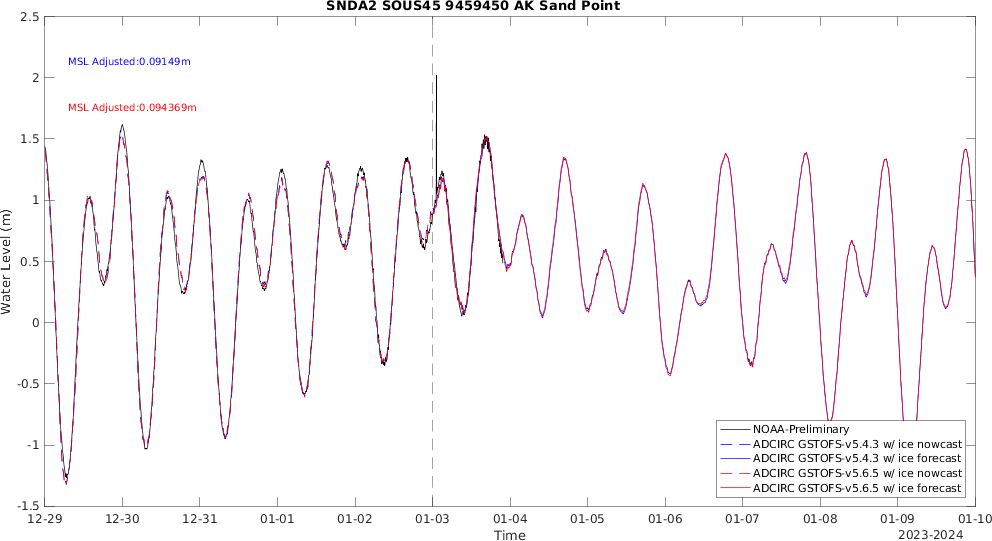 SNDA2 SOUS45 9459450 AK Sand Point
2.5
2
1.5
1
0.5
0
-0.5
-1
-1.5
Water Level (m)
MSL Adjusted:0.09149m
MSL Adjusted:0.094369m
NOAA-Preliminary
ADCIRC GSTOFS-v5.4.3 w/ ice nowcast
ADCIRC GSTOFS-v5.4.3 w/ ice forecast
ADCIRC GSTOFS-v5.6.5 w/ ice nowcast
ADCIRC GSTOFS-v5.6.5 w/ ice forecast
12-29 12-30 12-31 01-01 01-02 01-03 01-04 01-05 01-06 01-07 01-08 01-09 01-10
Time
2023-2024